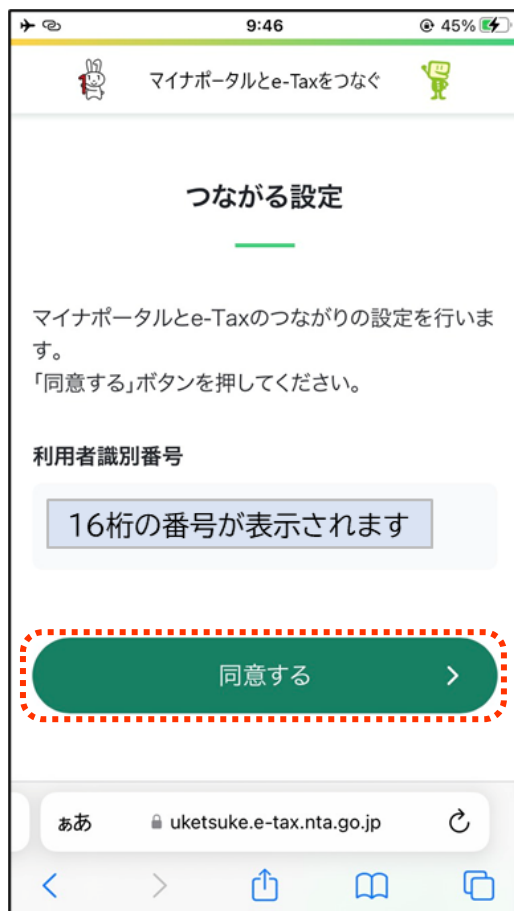 9:46
45%
マイナポータルとe-Taxをつなぐ
つながる設定
マイナポータルとe-Taxのつながりの設定を行いま
す。
「同意する」ボタンを押してください。
利用者識別番号
16桁の番号が表示されます
同意する
ぁあ
uketsuke.e-tax.nta.go.jp